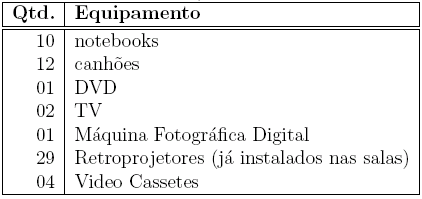 Qtd. Equipamento
10 notebooks
12 canhões
01 DVD
02 TV
01 Máquina Fotográfica Digital
29 Retroprojetores (já instalados nas salas)
04 Video Cassetes